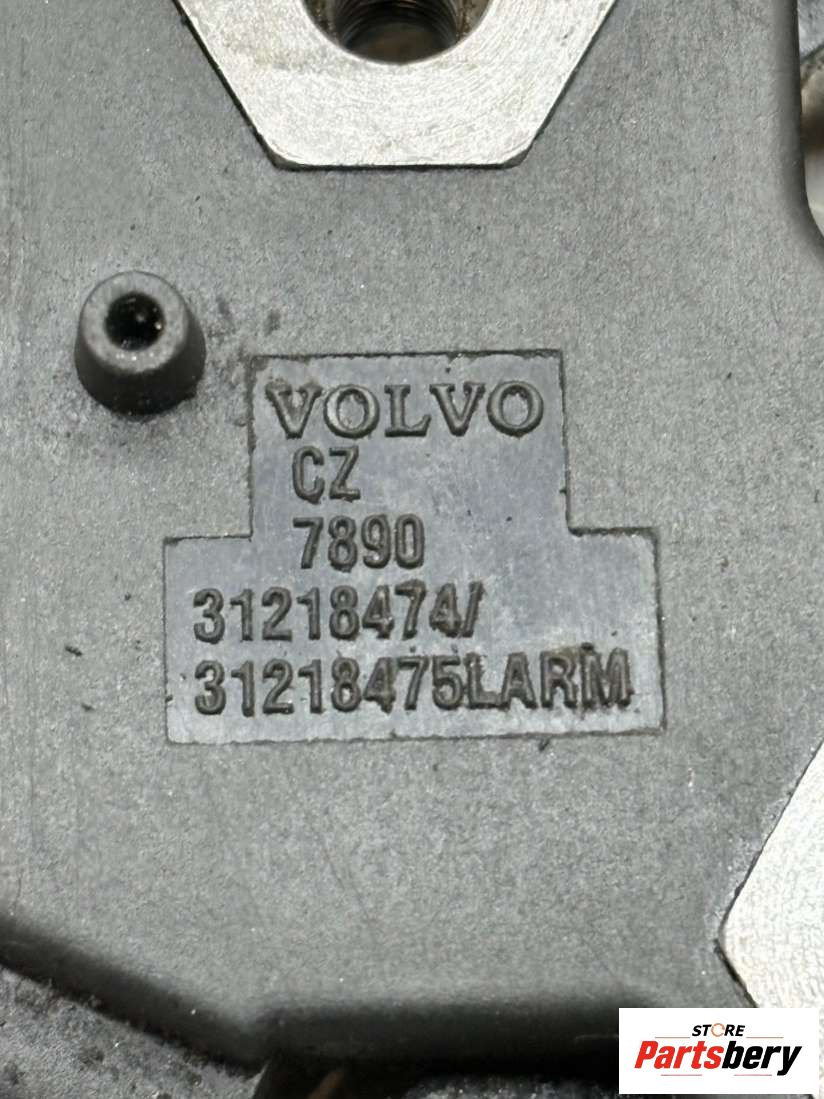 VOLVO
CZ
7890
31218474/
31218475LARM
STORE
Partsbery